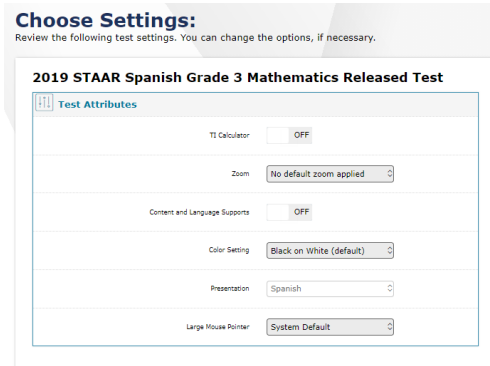 Choose Settings:
Review the following test settings. You can change the options, if necessary.
2019 STAAR Spanish Grade 3 Mathematics Released Test
Test Attributes
TI Calculator OFF
Zoom No default zoom applied
Content and Language Supports OFF
Color Setting Black on White (default)
Presentation Spanish
Large Mouse Pointer System Default